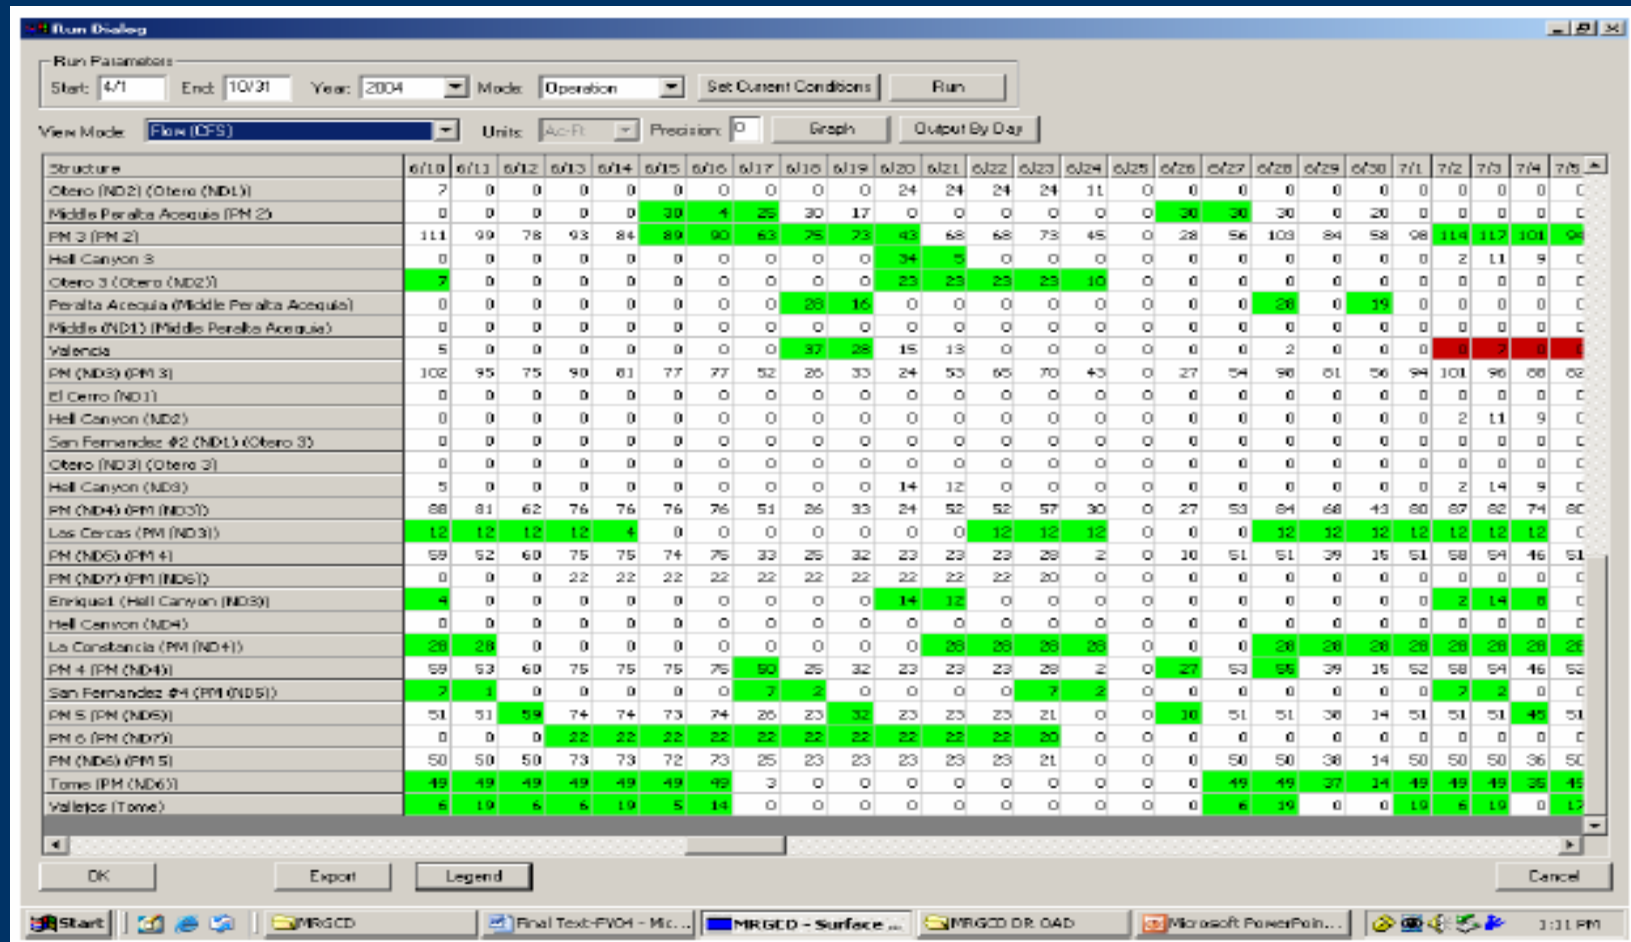 Run Dialog
Run Parameters
Start: 4/1 End: 10/31 Year: 2004 Mode: Operation Set Current Conditions Run
View Mode: Flow (CFS) Units: Ac-Ft Precision: 0 Graph Output By Day
Structure 6/10 6/11 6/12 6/13 6/14 6/15 6/16 6/17 6/18 6/19 6/20 6/21 6/22 6/23 6/24 6/25 6/26 6/27 6/28 6/29 6/30 7/1 7/2 7/3 7/4 7/5
Otero (ND2) (Otero (ND1)) 7 0 0 0 0 0 0 0 0 0 24 24 24 24 11 0 0 0 0 0 0 0 0 0 0
Middle Peralta Acequia (PM 2) 0 0 0 0 0 30 4 25 30 17 0 0 0 0 0 0 30 30 30 0 20 0 0 0 0
PM 3 (PM 2) 111 99 78 93 84 89 90 63 75 73 43 68 68 73 45 0 28 56 103 84 58 98 114 117 101 94
Hell Canyon 3 0 0 0 0 0 0 0 0 0 0 34 5 0 0 0 0 0 0 0 0 0 0 2 11 9
Otero 3 (Otero (ND2)) 7 0 0 0 0 0 0 0 0 0 23 23 23 23 10 0 0 0 0 0 0 0 0 0 0
Peralta Acequia (Middle Peralta Acequia) 0 0 0 0 0 0 0 0 28 16 0 0 0 0 0 0 0 0 28 0 19 0 0 0 0
Middle (ND1) (Middle Peralta Acequia) 0 0 0 0 0 0 0 0 0 0 0 0 0 0 0 0 0 0 0 0 0 0 0 0 0
Valencia 5 0 0 0 0 0 0 0 37 28 15 13 0 0 0 0 0 0 2 0 0 0
PM (ND3) (PM 3) 102 95 75 90 81 77 77 52 26 33 24 53 65 70 43 0 27 54 98 81 56 94 101 96 88 82
El Cerro (ND1) 0 0 0 0 0 0 0 0 0 0 0 0 0 0 0 0 0 0 0 0 0 0 0 0 0
Hell Canyon (ND2) 0 0 0 0 0 0 0 0 0 0 0 0 0 0 0 0 0 0 0 0 0 0 2 11 9
San Fernandez #2 (ND1) (Otero 3) 0 0 0 0 0 0 0 0 0 0 0 0 0 0 0 0 0 0 0 0 0 0 0 0 0
Otero (ND3) (Otero 3) 0 0 0 0 0 0 0 0 0 0 0 0 0 0 0 0 0 0 0 0 0 0 0 0 0
Hell Canyon (ND3) 5 0 0 0 0 0 0 0 0 0 14 12 0 0 0 0 0 0 0 0 0 0 2 14 9
PM (ND4) (PM (ND3)) 88 81 62 76 76 76 76 51 26 33 24 52 52 57 30 0 27 53 84 68 43 80 87 82 74 80
Las Cercas (PM (ND3)) 12 12 12 12 4 0 0 0 0 0 0 0 12 12 12 0 0 0 12 12 12 12 12 12 12
PM (ND5) (PM 4) 59 52 60 75 75 74 75 33 25 32 23 23 23 28 2 0 10 51 51 39 15 51 58 54 46 51
PM (ND7) (PM (ND6)) 0 0 0 22 22 22 22 22 22 22 22 22 22 20 0 0 0 0 0 0 0 0 0 0 0
Enrique1 (Hell Canyon (ND3)) 4 0 0 0 0 0 0 0 0 0 14 12 0 0 0 0 0 0 0 0 0 0 2 14 8
Hell Canyon (ND4) 0 0 0 0 0 0 0 0 0 0 0 0 0 0 0 0 0 0 0 0 0 0 0 0 0
La Constancia (PM (ND4)) 28 28 0 0 0 0 0 0 0 0 0 28 28 28 28 0 0 0 28 28 28 28 28 28 28 28
PM 4 (PM (ND4)) 59 53 60 75 75 75 75 50 25 32 23 23 23 28 2 0 27 53 55 39 15 52 58 54 46 52
San Fernandez #4 (PM (ND5)) 7 1 0 0 0 0 0 7 2 0 0 0 0 7 2 0 0 0 0 0 0 0 7 2 0
PM 5 (PM (ND5)) 51 51 59 74 74 73 74 26 23 32 23 23 23 21 0 0 10 51 51 38 14 51 51 51 45 51
PM 6 (PM (ND7)) 0 0 0 22 22 22 22 22 22 22 22 22 22 20 0 0 0 0 0 0 0 0 0 0 0
PM (ND6) (PM 5) 50 50 50 73 73 72 73 25 23 23 23 23 23 21 0 0 0 50 50 38 14 50 50 50 36 50
Tome (PM (ND6)) 49 49 49 49 49 49 49 3 0 0 0 0 0 0 0 0 0 49 49 37 14 49 49 49 35 49
Vallejos (Tome) 6 19 6 6 19 5 14 0 0 0 0 0 0 0 0 0 0 6 19 0 0 19 6 19 0 17
OK Export Legend Cancel
Start MRGCD Final Text-FY04 - Mic... MRGCD - Surface ... MRGCD DR OAD Microsoft PowerPoin... 1:11 PM